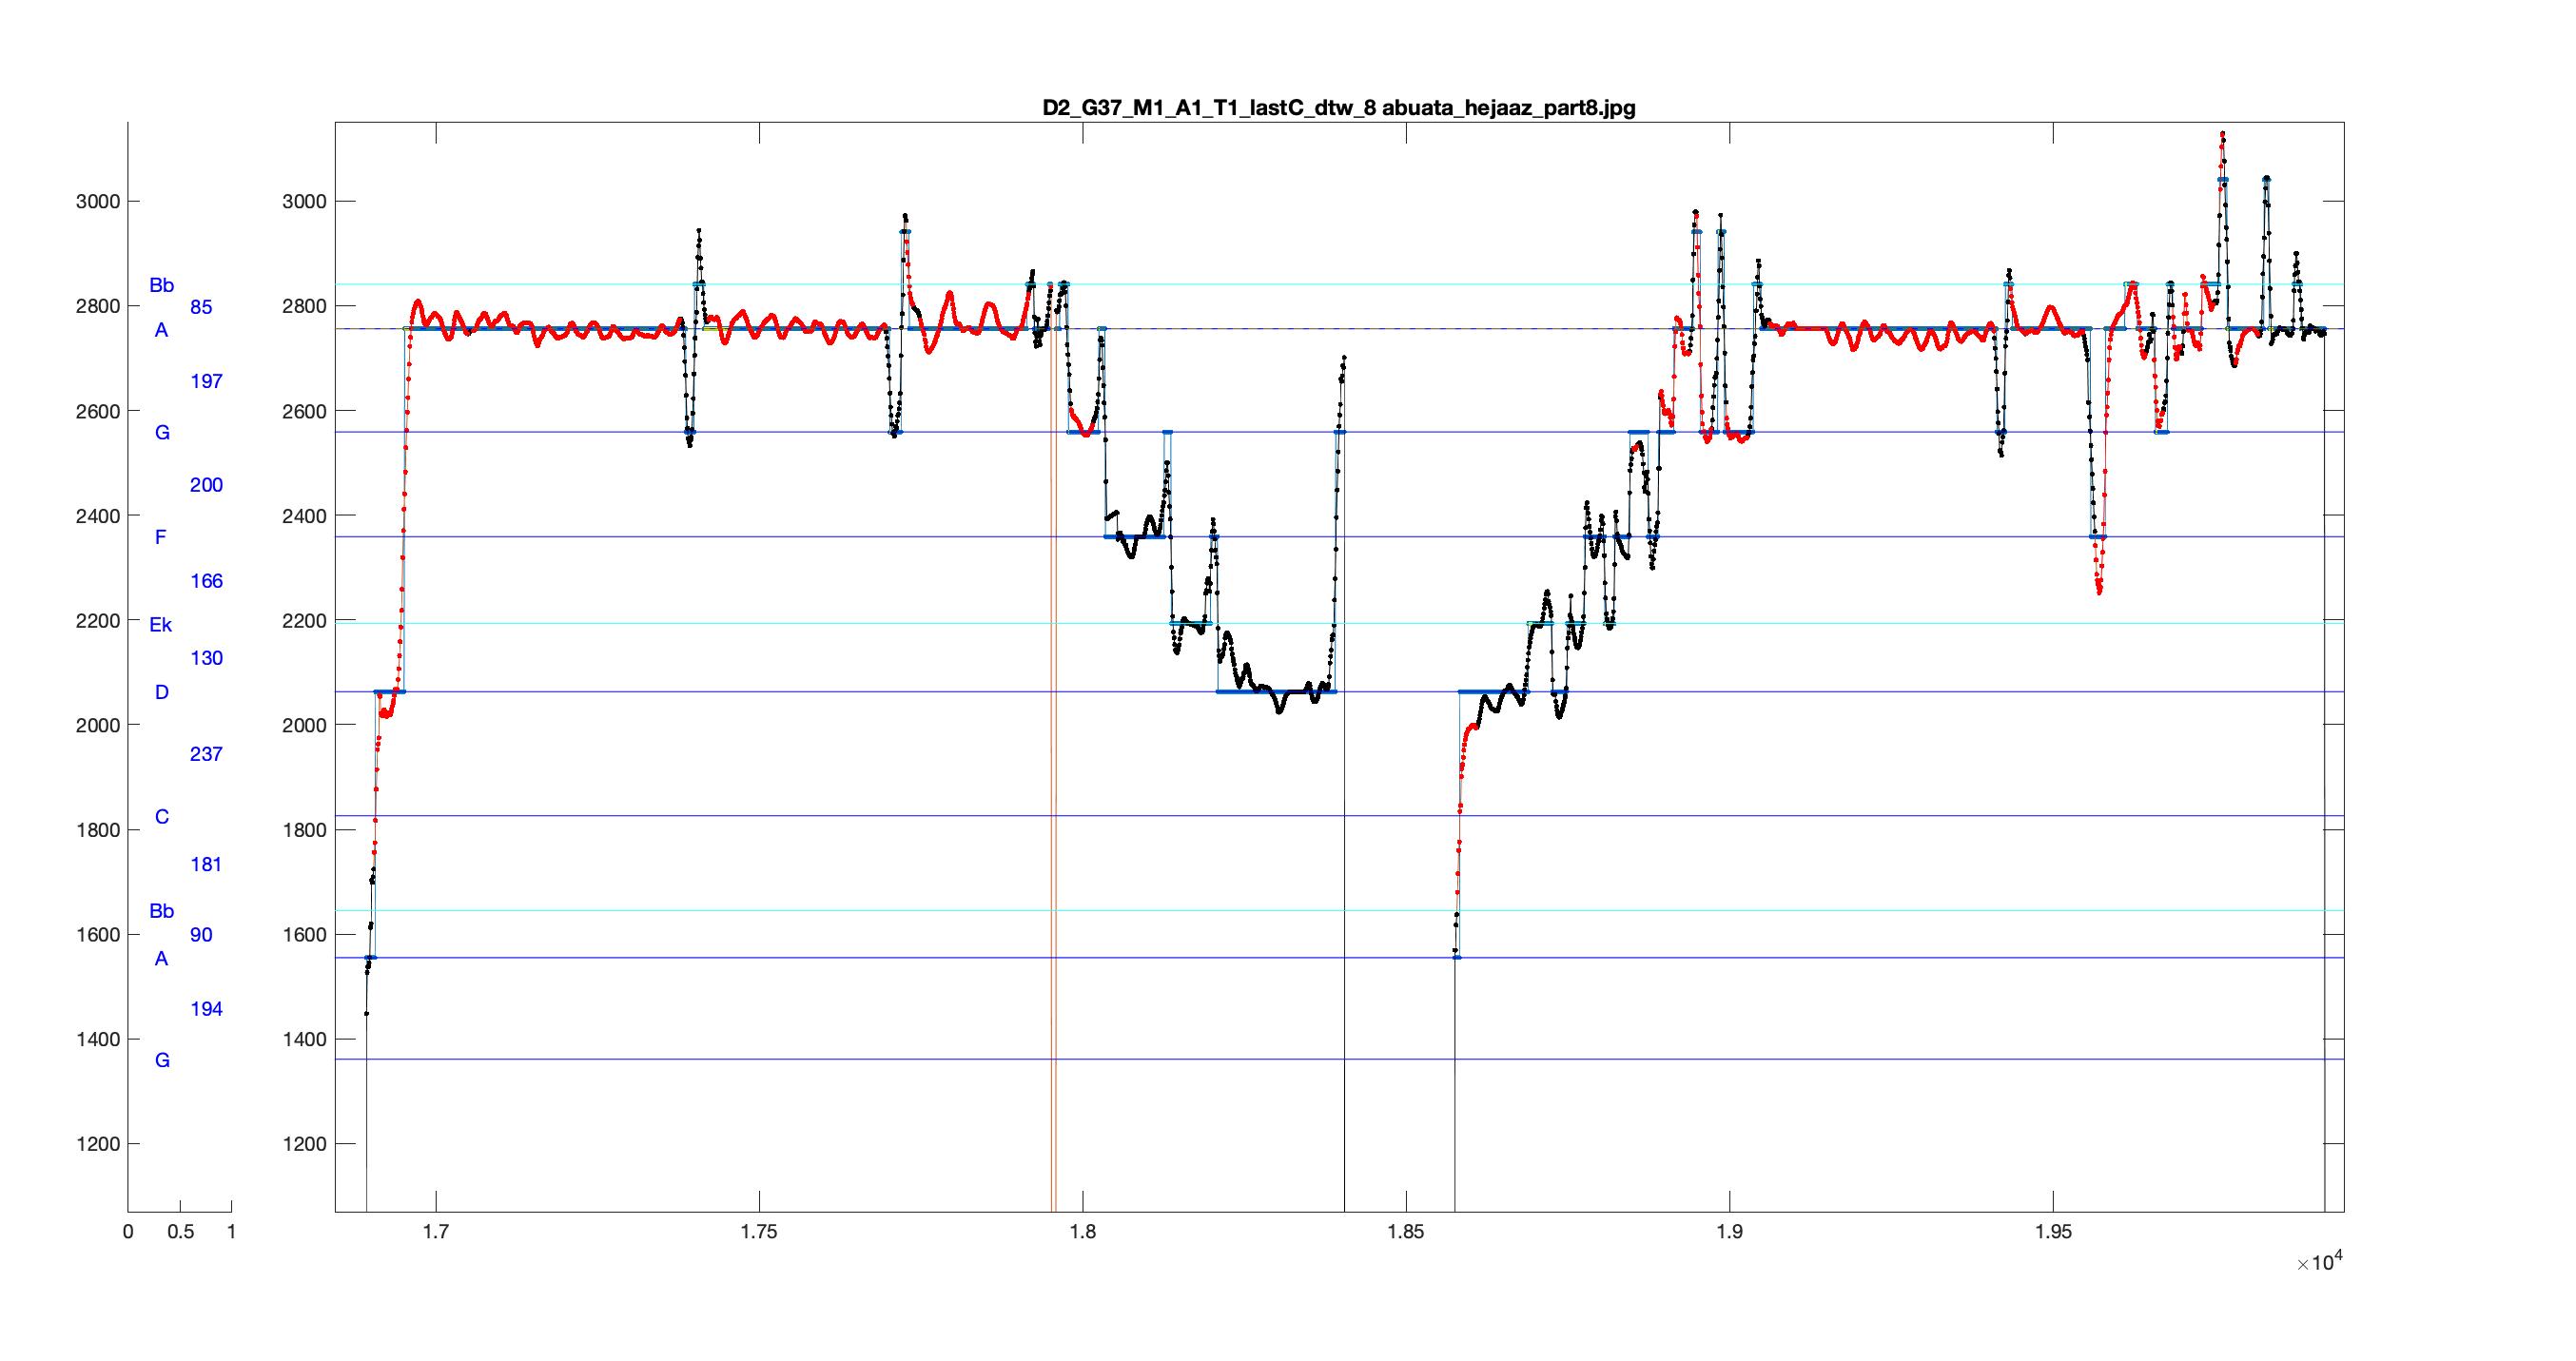 D2_G37_M1_A1_T1_lastC_dtw_8 abuata_hejaaz_part8.jpg
3000 3000
Bb
2800 85 2800
A
197
2600 2600
G
200
2400 2400
F
166
2200 Ek 2200
130
D
2000 2000
237
C
1800 1800
181
Bb
1600 90 1600
A
194
1400 1400
G
1200 1200
0 0.5 1 1.7 1.75 1.8 1.85 1.9 1.95
×10⁴